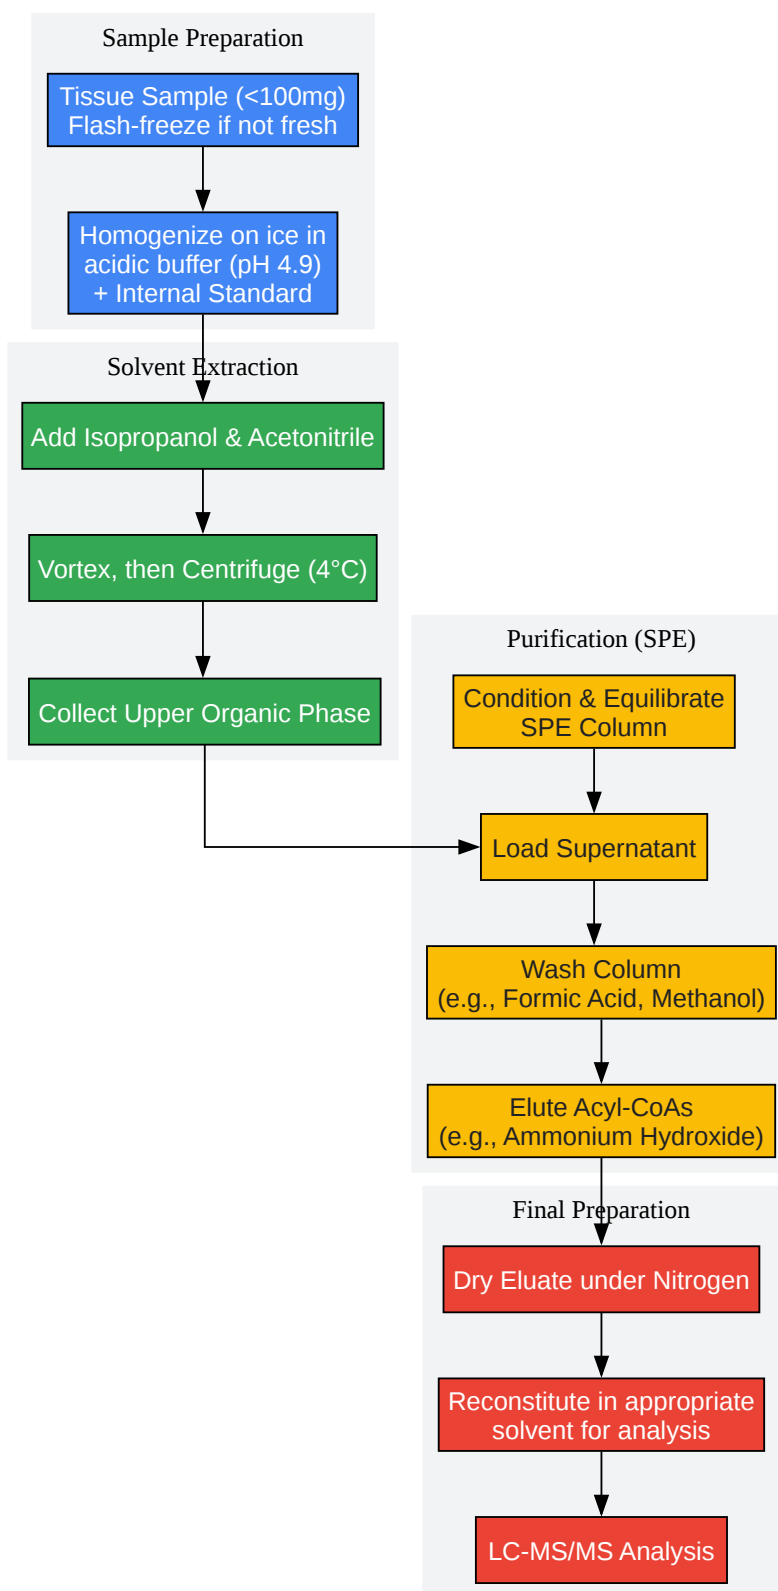 Sample Preparation
Tissue Sample (<100mg)
Flash-freeze if not fresh
Homogenize on ice in
acidic buffer (pH 4.9)
+ Internal Standard
Solvent Extraction
Add Isopropanol & Acetonitrile
Vortex, then Centrifuge (4°C)
Collect Upper Organic Phase
Purification (SPE)
Condition & Equilibrate
SPE Column
Load Supernatant
Wash Column
(e.g., Formic Acid, Methanol)
Elute Acyl-CoAs
(e.g., Ammonium Hydroxide)
Final Preparation
Dry Eluate under Nitrogen
Reconstitute in appropriate
solvent for analysis
LC-MS/MS Analysis